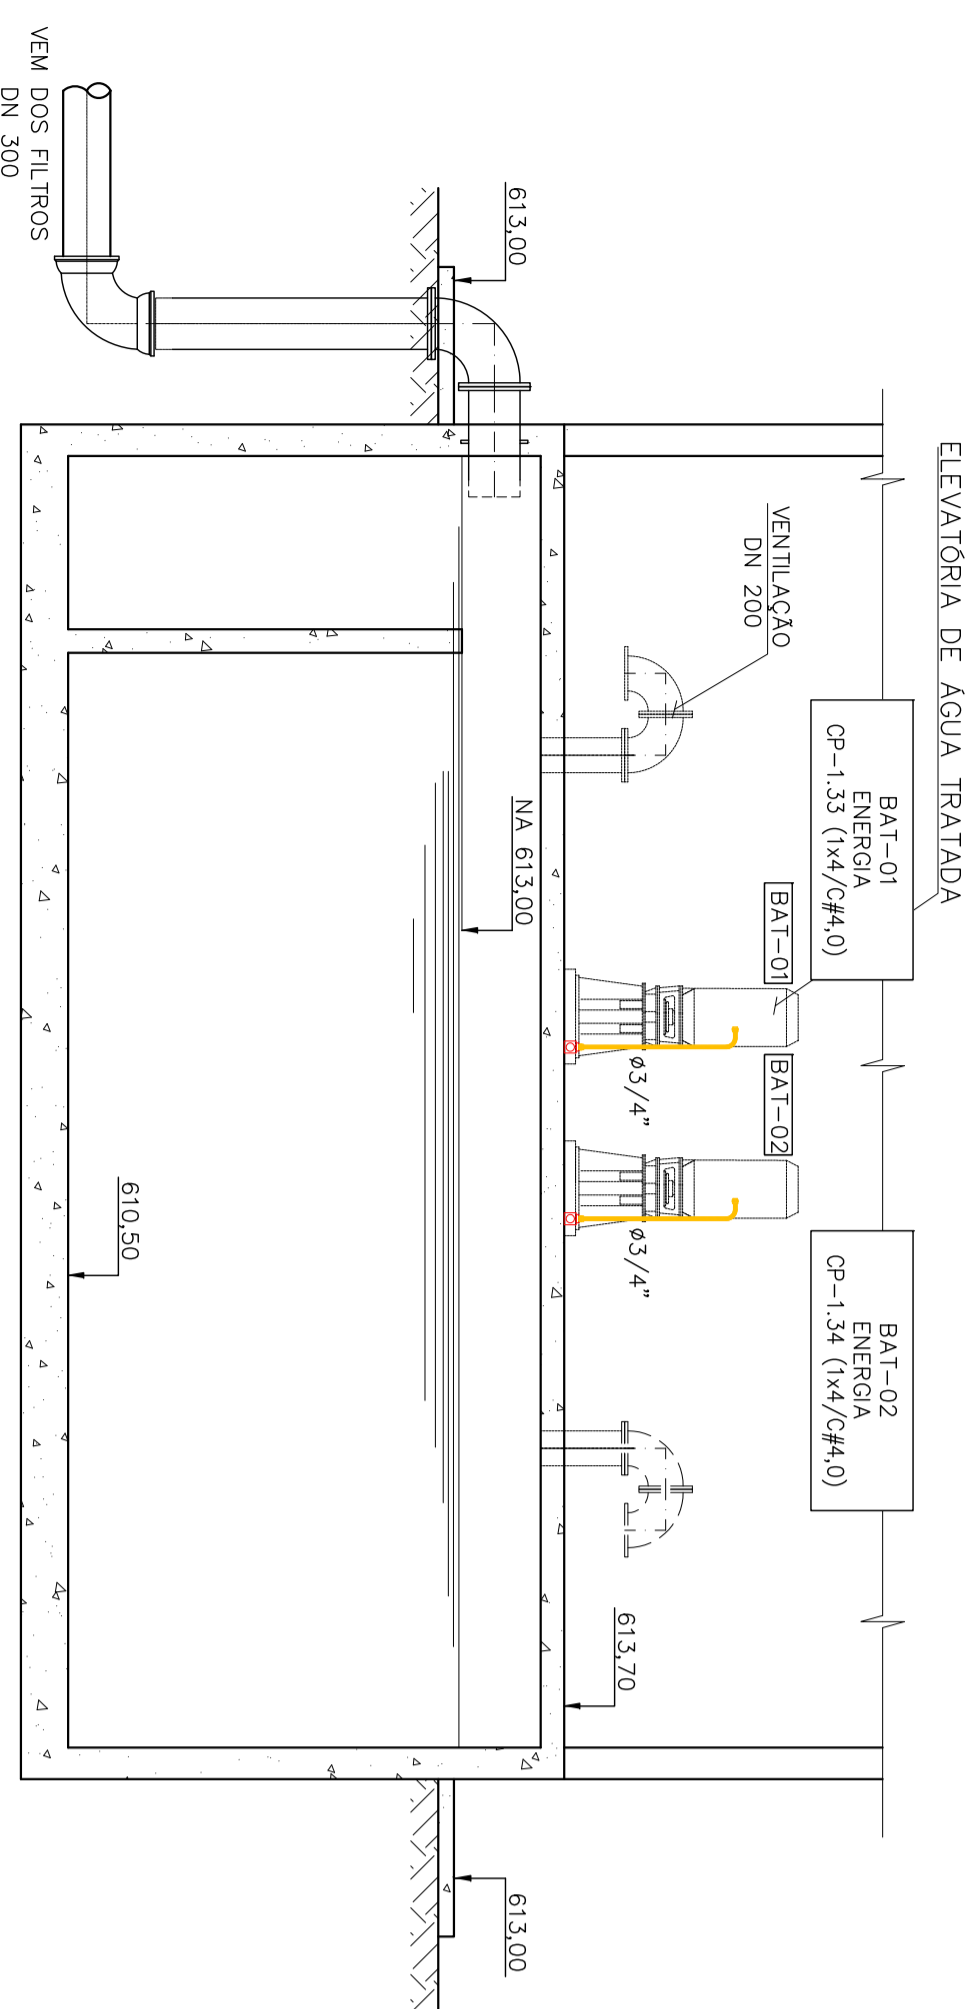 ELEVATÓRIA DE ÁGUA TRATADA
BAT-01
ENERGIA
CP-1.33 (1x4/C#4,0)
BAT-02
ENERGIA
CP-1.34 (1x4/C#4,0)
VENTILAÇÃO
DN 200
BAT-01
BAT-02
Ø3/4"
Ø3/4"
613,70
613,00
NA 613,00
613,00
610,50
VEM DOS FILTROS
DN 300